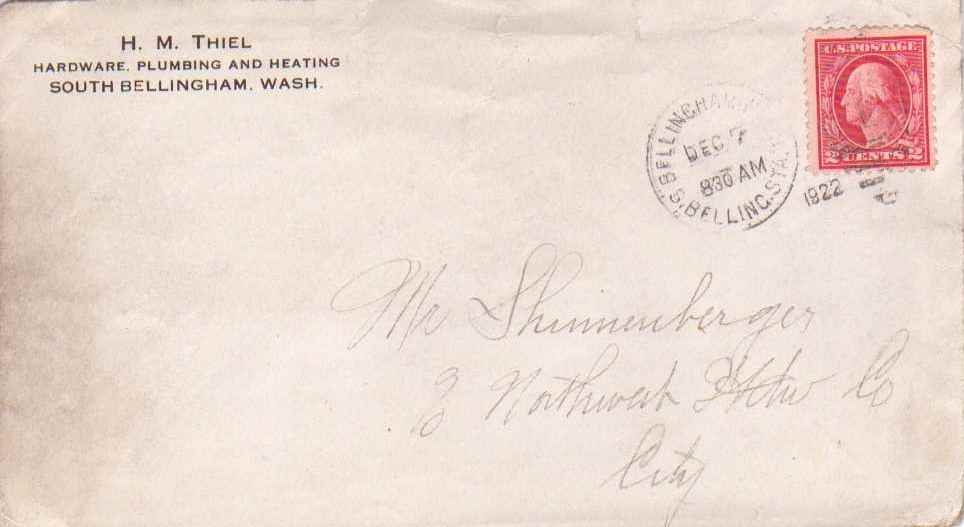 H. M. THIEL
HARDWARE, PLUMBING AND HEATING
SOUTH BELLINGHAM, WASH.
U.S. POSTAGE
2 CENTS 2
BELLINGHAM
DEC 7
830 AM
S. BELLING. STA.
1922
Mr Shinnenberger
Northwest Co
City